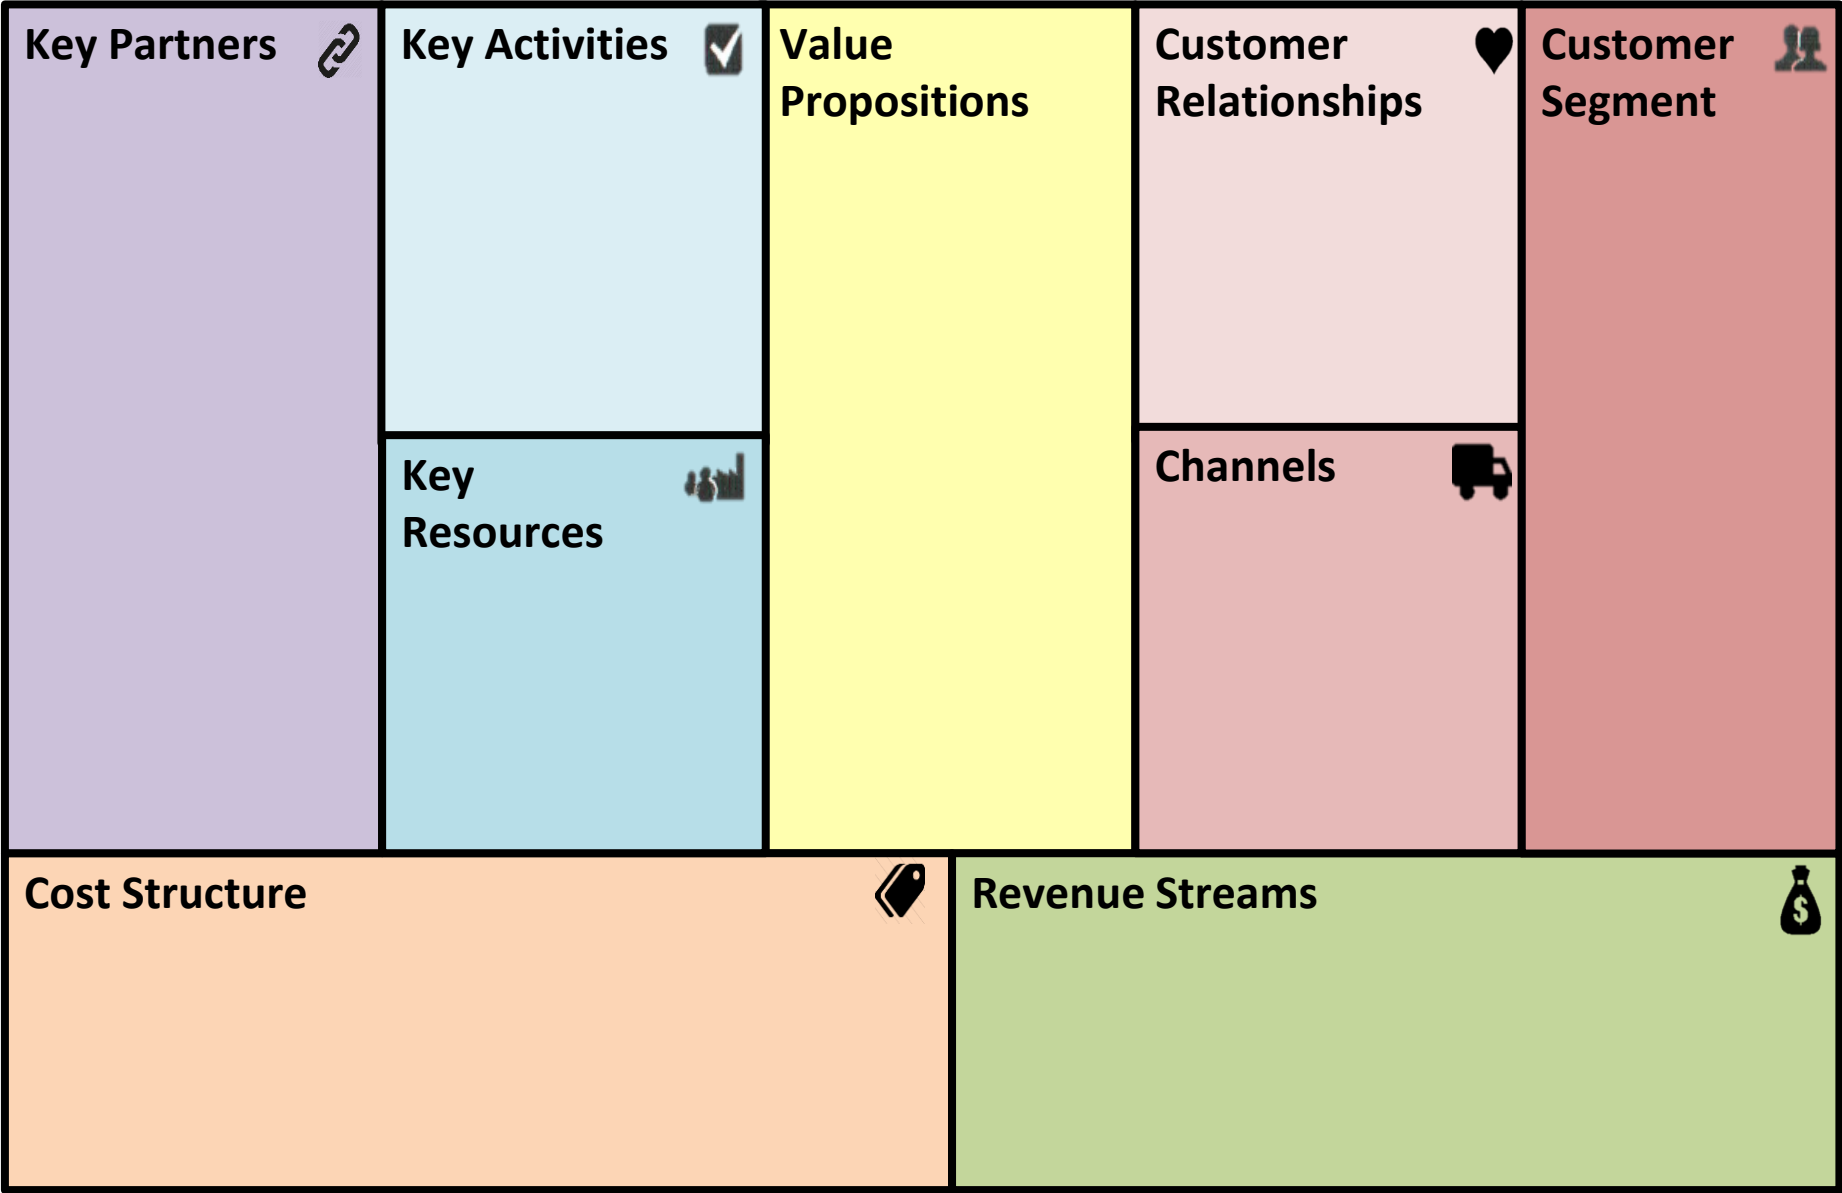 Key Partners
Key Activities
Value
Propositions
Customer
Relationships
Customer
Segment
Key
Resources
Channels
Cost Structure
Revenue Streams
$